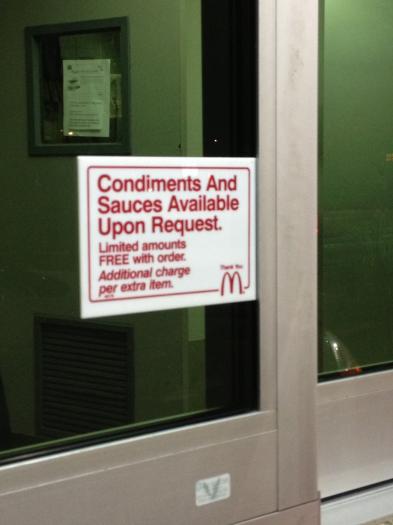 Condiments And
Sauces Available
Upon Request.
Limited amounts
FREE with order.
Additional charge
per extra item.
Thank You
M
V